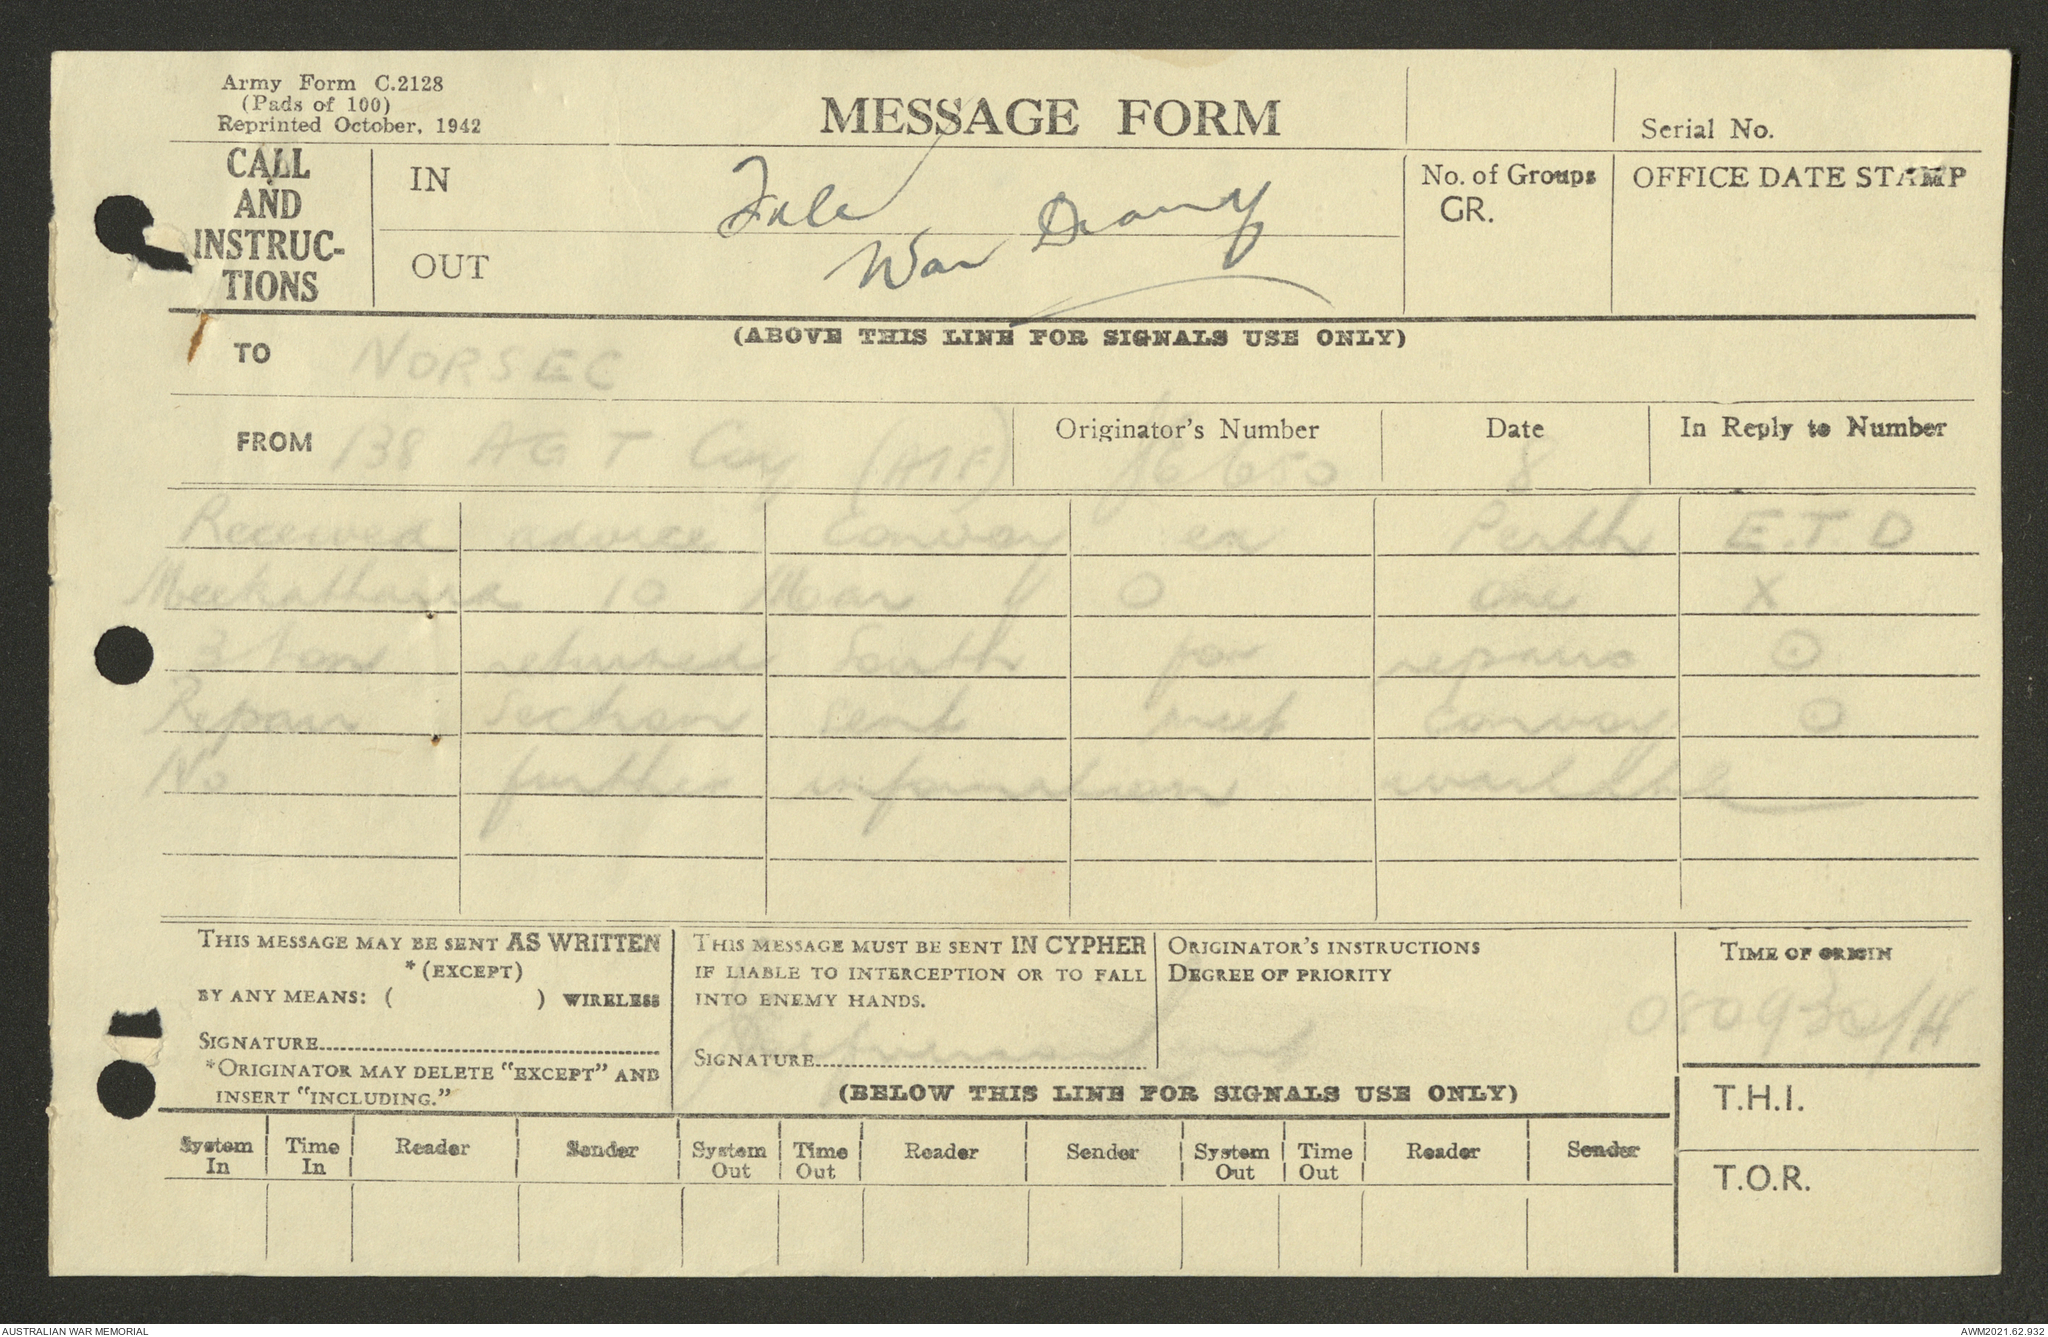 Army Form C.2128
(Pads of 100)
Reprinted October, 1942
MESSAGE FORM
Serial No.
CALL
AND
INSTRUC-
TIONS
IN
OUT
File
War Diary
No. of Groups
GR.
OFFICE DATE STAMP
(ABOVE THIS LINE FOR SIGNALS USE ONLY)
TO NORSEC
FROM 138 AGT Coy (AIF)
Originator's Number
Date 8
In Reply to Number
Received advice convoy ex Perth E.T.D
Meekatharra 10 Mar O one X
3 ton returned South for repairs O
Repair Section sent meet convoy O
No further information available
THIS MESSAGE MAY BE SENT AS WRITTEN
*(EXCEPT)
BY ANY MEANS: ( ) WIRELESS
SIGNATURE
*ORIGINATOR MAY DELETE "EXCEPT" AND
INSERT "INCLUDING."
THIS MESSAGE MUST BE SENT IN CYPHER
IF LIABLE TO INTERCEPTION OR TO FALL
INTO ENEMY HANDS.
SIGNATURE
ORIGINATOR'S INSTRUCTIONS
DEGREE OF PRIORITY
TIME OF ORIGIN
080930/H
(BELOW THIS LINE FOR SIGNALS USE ONLY)
T.H.I.
T.O.R.
System In Time In Reader Sender System Out Time Out Reader Sender System Out Time Out Reader Sender
AUSTRALIAN WAR MEMORIAL
AWM2021.62.932